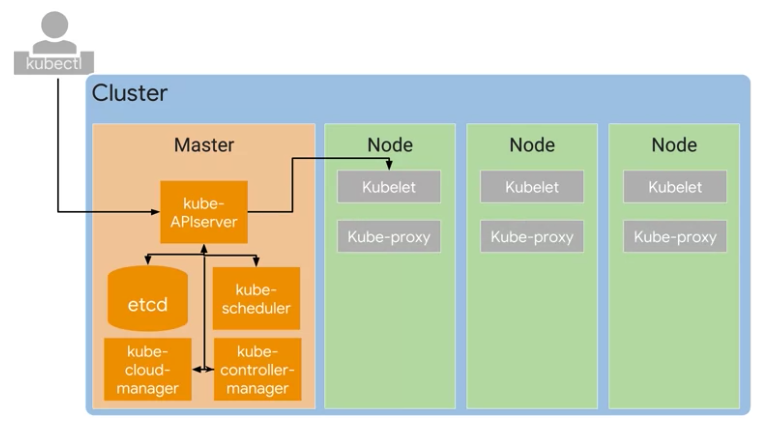 kubectl
Cluster
Master
kube-
APIserver
etcd
kube-
scheduler
kube-
cloud-
manager
kube-
controller-
manager
Node
Kubelet
Kube-proxy
Node
Kubelet
Kube-proxy
Node
Kubelet
Kube-proxy